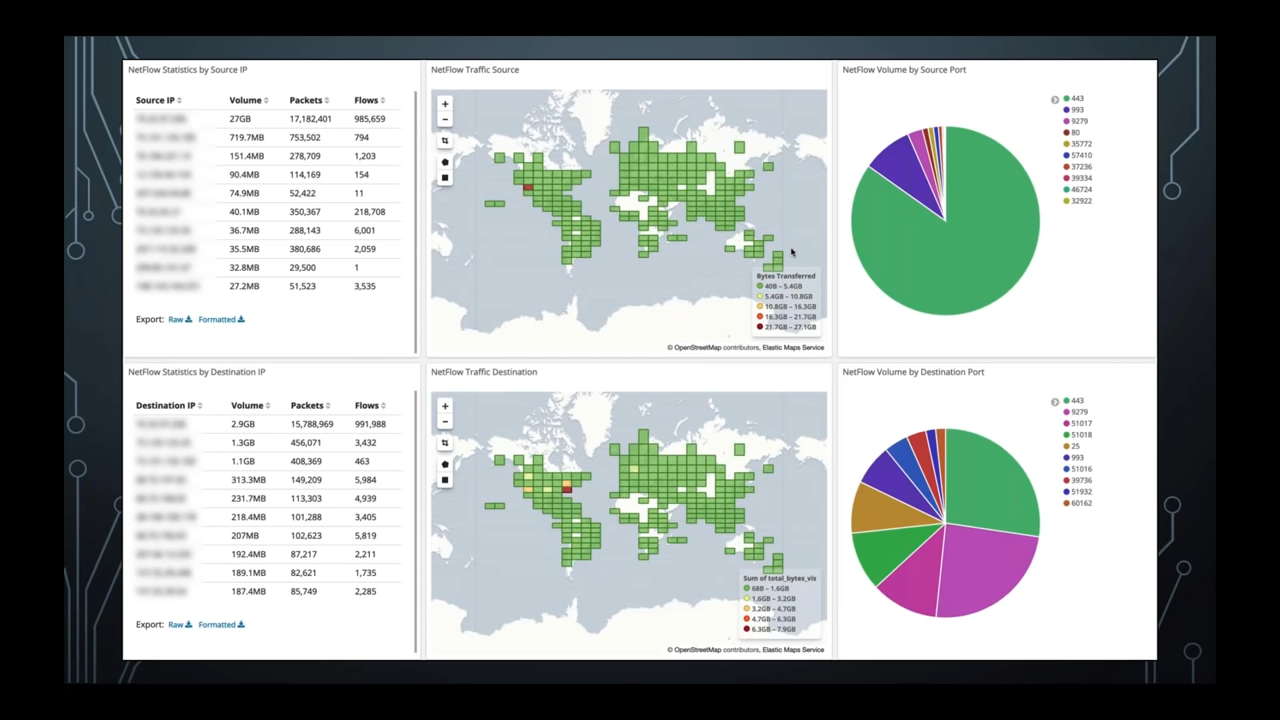 NetFlow Statistics by Source IP
Source IP Volume Packets Flows
27GB 17,182,401 985,659
719.7MB 753,502 794
151.4MB 278,709 1,203
90.4MB 114,169 154
74.9MB 52,422 11
40.1MB 350,367 218,708
36.7MB 288,143 6,001
35.5MB 380,686 2,059
32.8MB 29,500 1
27.2MB 51,523 3,535
Export: Raw Formatted
NetFlow Traffic Source
+
−
Bytes Transferred
40B – 5.4GB
5.4GB – 10.8GB
10.8GB – 16.3GB
16.3GB – 21.7GB
21.7GB – 27.1GB
© OpenStreetMap contributors, Elastic Maps Service
NetFlow Volume by Source Port
443
993
9279
80
35772
57410
37236
39334
46724
32922
NetFlow Statistics by Destination IP
Destination IP Volume Packets Flows
2.9GB 15,788,969 991,988
1.3GB 456,071 3,432
1.1GB 408,369 463
313.3MB 149,209 5,984
231.7MB 113,303 4,939
218.4MB 101,288 3,405
207MB 102,623 5,819
192.4MB 87,217 2,211
189.1MB 82,621 1,735
187.4MB 85,749 2,285
Export: Raw Formatted
NetFlow Traffic Destination
+
−
Sum of total_bytes_vis
68B – 1.6GB
1.6GB – 3.2GB
3.2GB – 4.7GB
4.7GB – 6.3GB
6.3GB – 7.9GB
© OpenStreetMap contributors, Elastic Maps Service
NetFlow Volume by Destination Port
443
9279
51017
51018
25
993
51016
39736
51932
60162